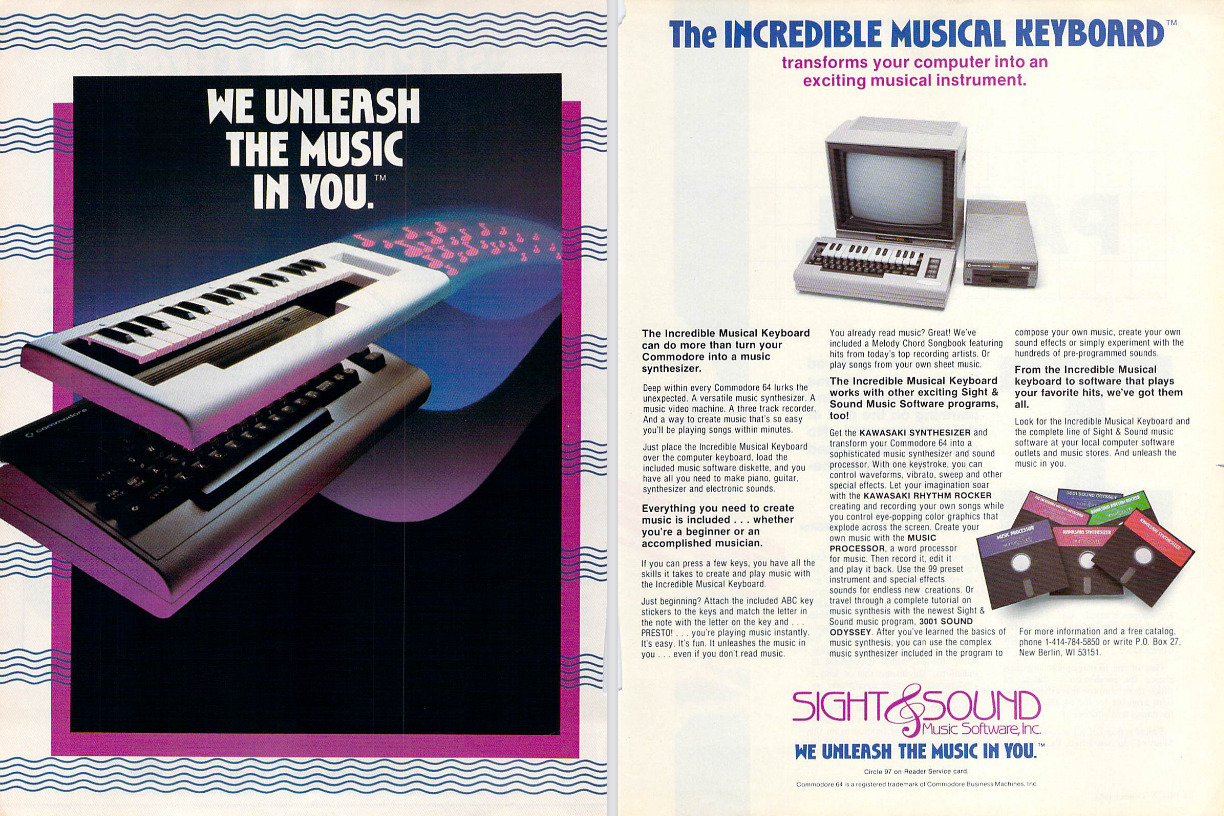 WE UNLEASH
THE MUSIC
IN YOU.™
commodore
The INCREDIBLE MUSICAL KEYBOARD™
transforms your computer into an
exciting musical instrument.
The Incredible Musical Keyboard
can do more than turn your
Commodore into a music
synthesizer.
Deep within every Commodore 64 lurks the
unexpected. A versatile music synthesizer. A
music video machine. A three track recorder.
And a way to create music that's so easy
you'll be playing songs within minutes.
Just place the Incredible Musical Keyboard
over the computer keyboard, load the
included music software diskette, and you
have all you need to make piano, guitar,
synthesizer and electronic sounds.
Everything you need to create
music is included . . . whether
you're a beginner or an
accomplished musician.
If you can press a few keys, you have all the
skills it takes to create and play music with
the Incredible Musical Keyboard.
Just beginning? Attach the included ABC key
stickers to the keys and match the letter in
the note with the letter on the key and . . .
PRESTO! . . . you're playing music instantly.
It's easy. It's fun. It unleashes the music in
you . . . even if you don't read music.
You already read music? Great! We've
included a Melody Chord Songbook featuring
hits from today's top recording artists. Or
play songs from your own sheet music.
The Incredible Musical Keyboard
works with other exciting Sight &
Sound Music Software programs,
too!
Get the KAWASAKI SYNTHESIZER and
transform your Commodore 64 into a
sophisticated music synthesizer and sound
processor. With one keystroke, you can
control waveforms, vibrato, sweep and other
special effects. Let your imagination soar
with the KAWASAKI RHYTHM ROCKER
creating and recording your own songs while
you control eye-popping color graphics that
explode across the screen. Create your
own music with the MUSIC
PROCESSOR, a word processor
for music. Then record it, edit it
and play it back. Use the 99 preset
instrument and special effects
sounds for endless new creations. Or
travel through a complete tutorial on
music synthesis with the newest Sight &
Sound music program, 3001 SOUND
ODYSSEY. After you've learned the basics of
music synthesis, you can use the complex
music synthesizer included in the program to
compose your own music, create your own
sound effects or simply experiment with the
hundreds of pre-programmed sounds.
From the Incredible Musical
keyboard to software that plays
your favorite hits, we've got them
all.
Look for the Incredible Musical Keyboard and
the complete line of Sight & Sound music
software at your local computer software
outlets and music stores. And unleash the
music in you.
3001 SOUND ODYSSEY
KAWASAKI RHYTHM ROCKER
MUSIC PROCESSOR
KAWASAKI SYNTHESIZER
KAWASAKI SYNTHESIZER
For more information and a free catalog,
phone 1-414-784-5850 or write P.O. Box 27,
New Berlin, WI 53151.
SIGHT & SOUND
Music Software, Inc.
WE UNLEASH THE MUSIC IN YOU.™
Circle 97 on Reader Service card.
Commodore 64 is a registered trademark of Commodore Business Machines, Inc.